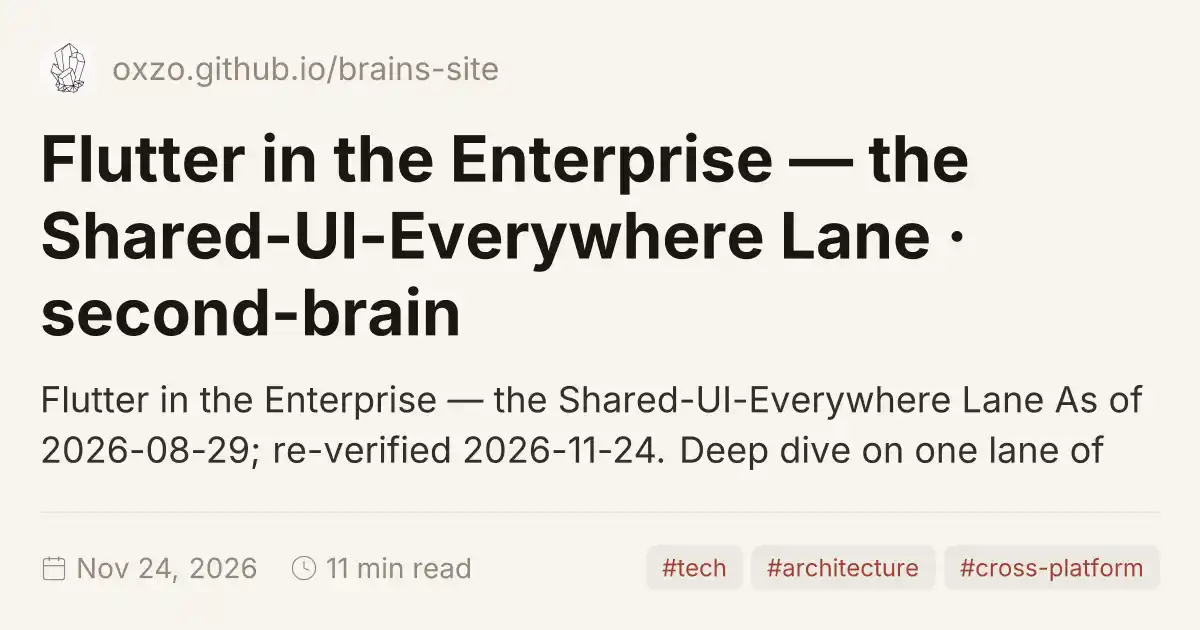 oxzo.github.io/brains-site
Flutter in the Enterprise — the
Shared-UI-Everywhere Lane ·
second-brain
Flutter in the Enterprise — the Shared-UI-Everywhere Lane As of
2026-08-29; re-verified 2026-11-24. Deep dive on one lane of
Nov 24, 2026 11 min read #tech #architecture #cross-platform